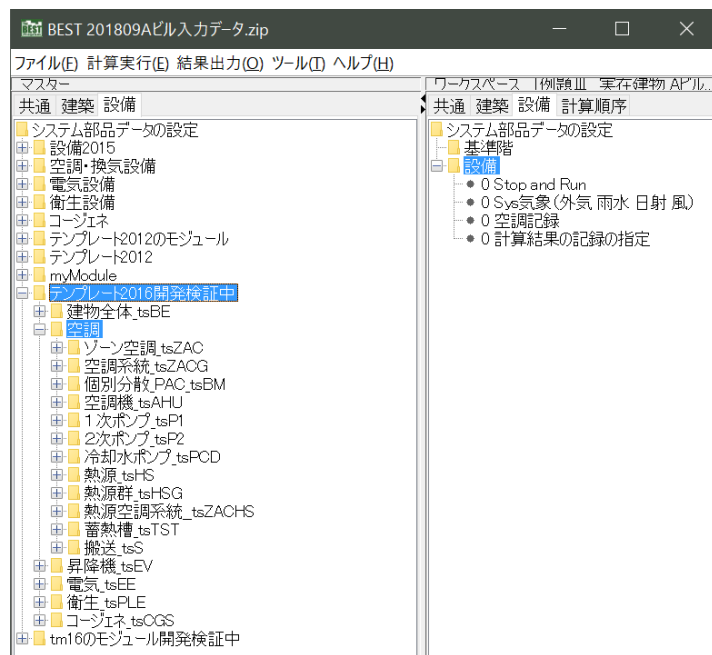 BEST 201809Aビル入力データ.zip
ファイル(F) 計算実行(E) 結果出力(O) ツール(T) ヘルプ(H)
マスター
共通 建築 設備
システム部品データの設定
設備2015
空調・換気設備
電気設備
衛生設備
コージェネ
テンプレート2012のモジュール
テンプレート2012
myModule
テンプレート2016開発検証中
建物全体_tsBE
空調
ゾーン空調_tsZAC
空調系統_tsZACG
個別分散_PAC_tsBM
空調機_tsAHU
1次ポンプ_tsP1
2次ポンプ_tsP2
冷却水ポンプ_tsPCD
熱源_tsHS
熱源群_tsHSG
熱源空調系統_tsZACHS
蓄熱槽_tsTST
搬送_tsS
昇降機_tsEV
電気_tsEE
衛生_tsPLE
コージェネ_tsCGS
tm16のモジュール開発検証中
ワークスペース 「例題Ⅲ 実在建物 Aビル...
共通 建築 設備 計算順序
システム部品データの設定
基準階
設備
0 Stop and Run
0 Sys気象(外気 雨水 日射 風)
0 空調記録
0 計算結果の記録の指定